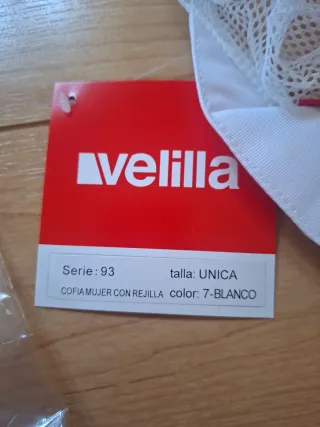 velilla
Serie: 93 talla: UNICA
COFIA MUJER CON REJILLA color: 7-BLANCO